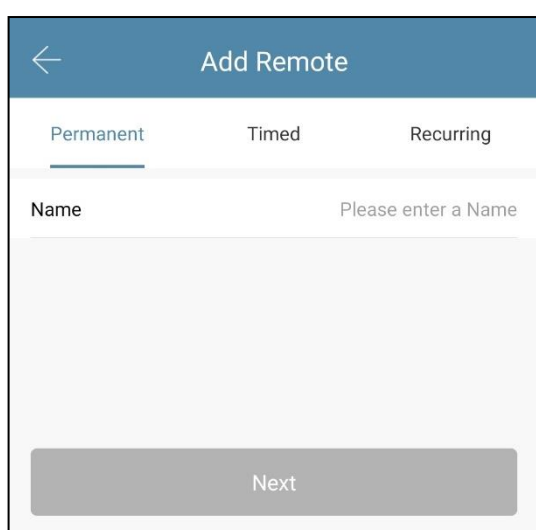 Add Remote
Permanent Timed Recurring
Name Please enter a Name
Next